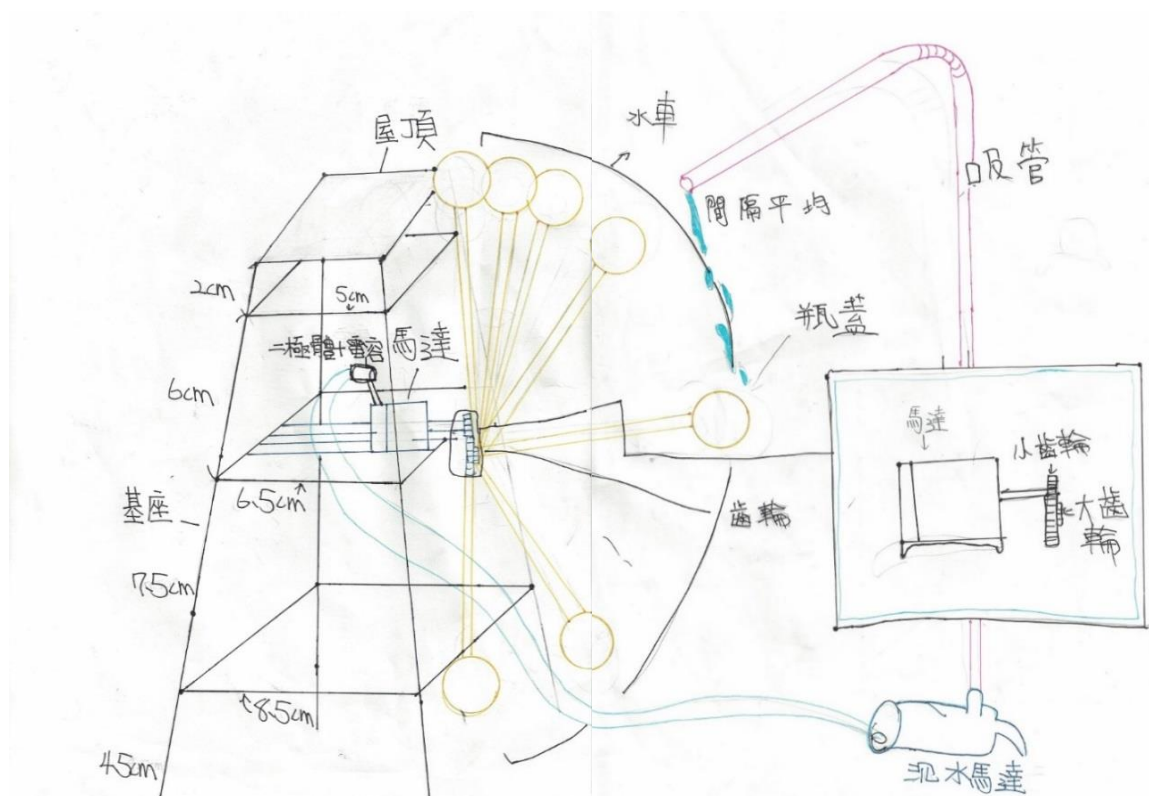 屋頂
水車
吸管
間隔平均
2cm
5cm
瓶蓋
二極體+電容
馬達
6cm
馬達
小齒輪
6.5cm
基座
齒輪
大齒
輪
7.5cm
8.5cm
45cm
沉水馬達